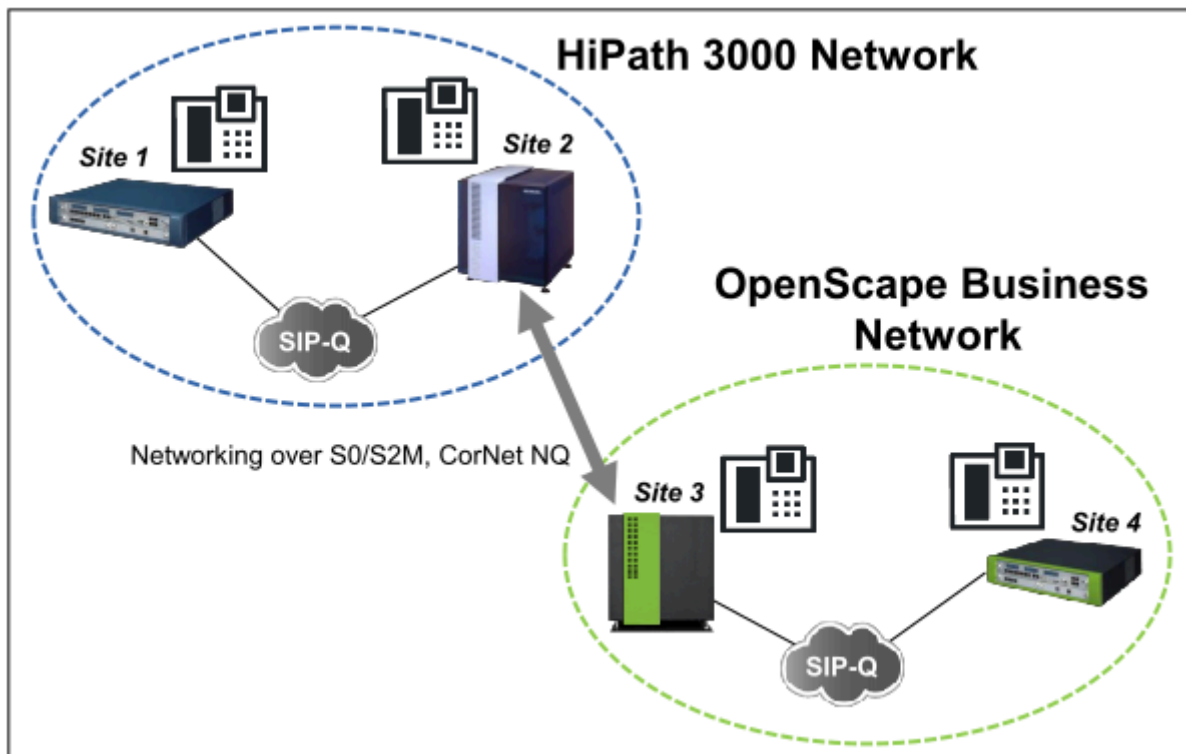 HiPath 3000 Network
Site 1
Site 2
SIP-Q
OpenScape Business
Network
Networking over S0/S2M, CorNet NQ
Site 3
Site 4
SIP-Q